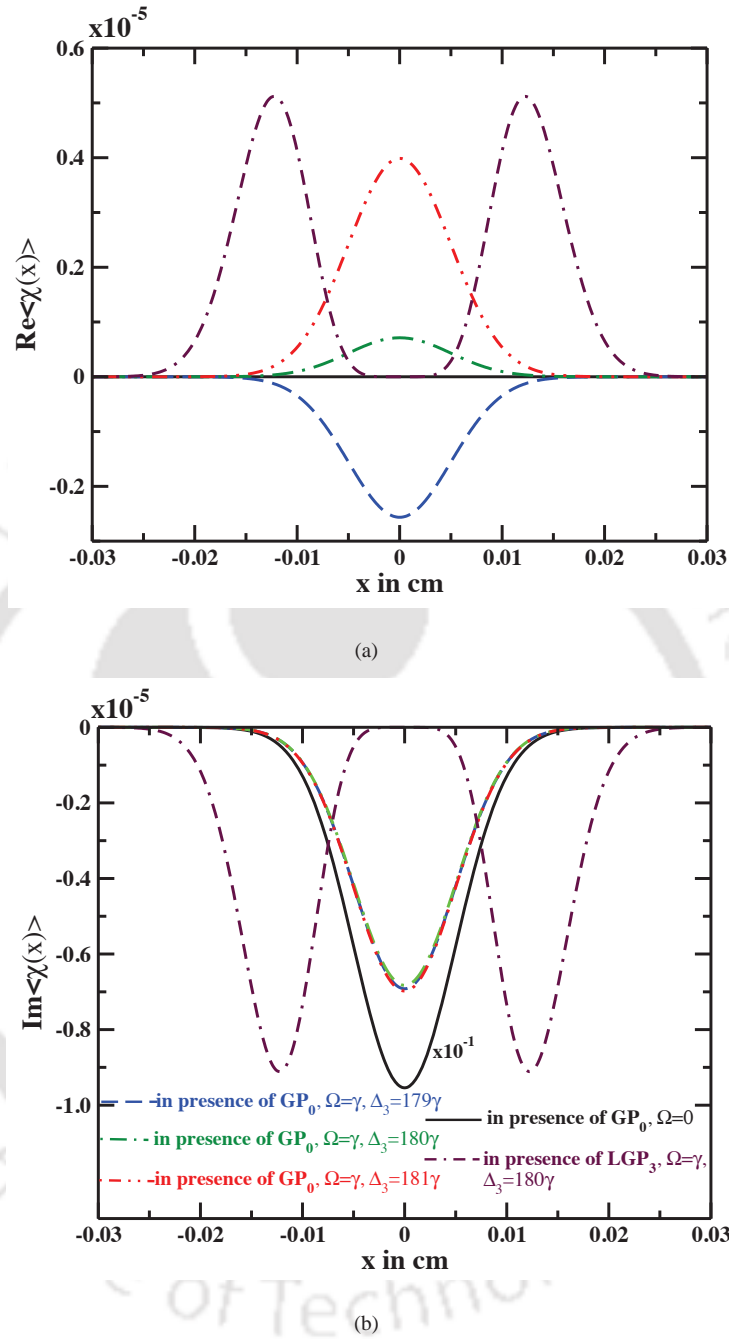 x10⁻⁵
0.6
0.4
0.2
0
-0.2
Re<χ(x)>
-0.03 -0.02 -0.01 0 0.01 0.02 0.03
x in cm
(a)
x10⁻⁵
0
-0.2
-0.4
-0.6
-0.8
-1.0
Im<χ(x)>
x10⁻¹
in presence of GP₀, Ω=γ, Δ₃=179γ
in presence of GP₀, Ω=γ, Δ₃=180γ
in presence of GP₀, Ω=γ, Δ₃=181γ
in presence of GP₀, Ω=0
in presence of LGP₃, Ω=γ,
Δ₃=180γ
-0.03 -0.02 -0.01 0 0.01 0.02 0.03
x in cm
of Techno
(b)